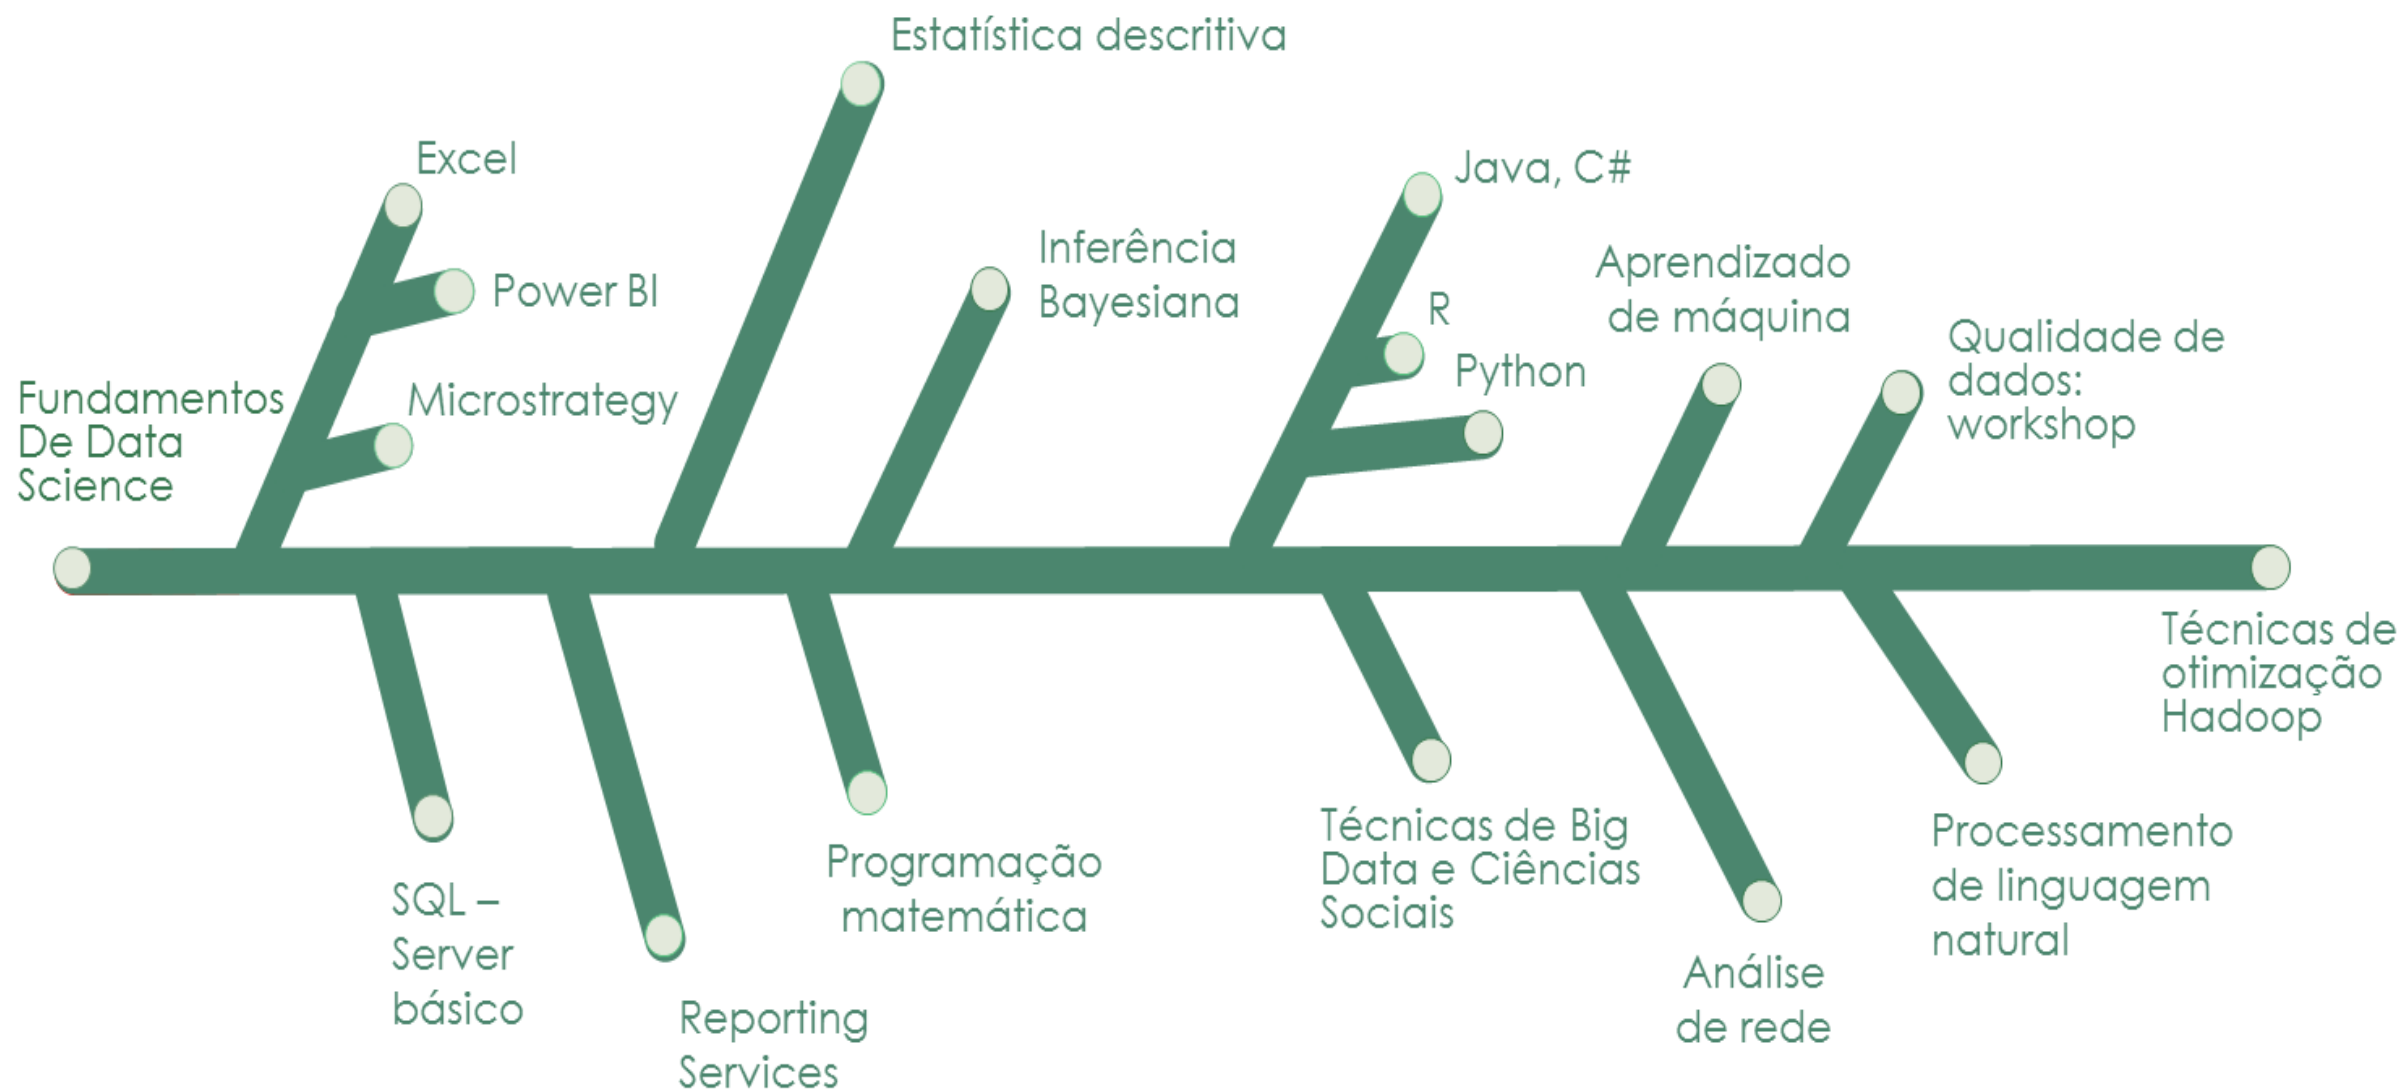 Estatística descritiva
Excel
Java, C#
Inferência
Bayesiana
Aprendizado
de máquina
Power BI
R
Qualidade de
dados:
workshop
Python
Fundamentos
De Data
Science
Microstrategy
Técnicas de
otimização
Hadoop
Técnicas de Big
Data e Ciências
Sociais
Processamento
de linguagem
natural
Programação
matemática
SQL –
Server
básico
Análise
de rede
Reporting
Services